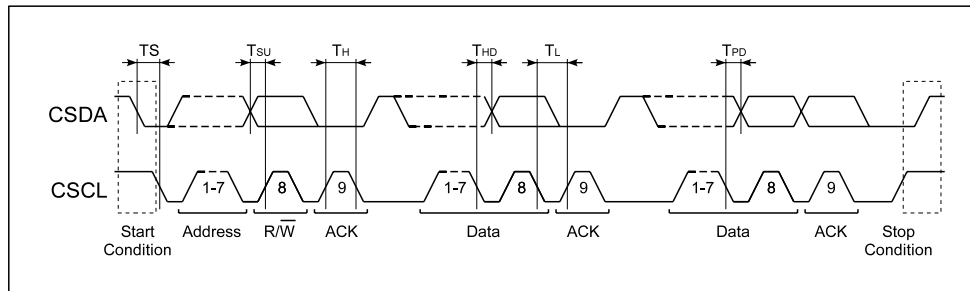 TS TSU TH THD TL TPD
CSDA
CSCL 1-7 8 9 1-7 8 9 1-7 8 9
Start Condition Address R/W̅ ACK Data ACK Data ACK Stop Condition